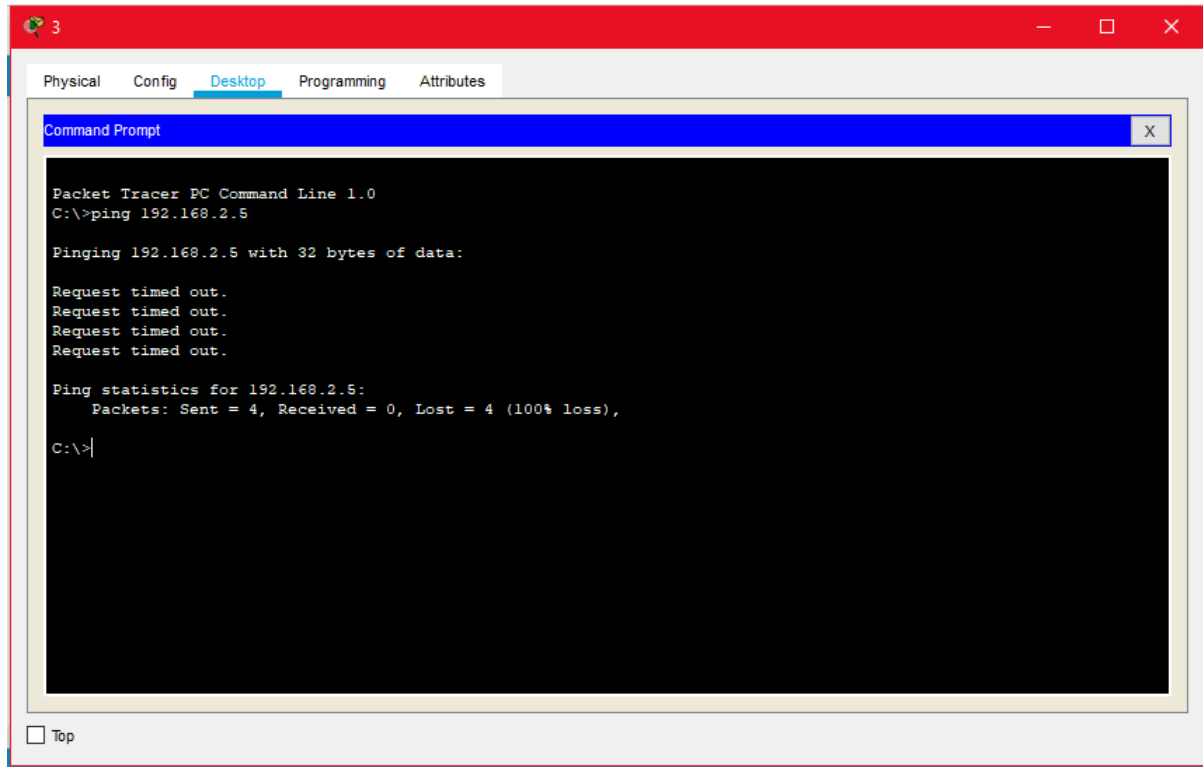 3
Physical Config Desktop Programming Attributes
Command Prompt
X
Packet Tracer PC Command Line 1.0
C:\>ping 192.168.2.5
Pinging 192.168.2.5 with 32 bytes of data:
Request timed out.
Request timed out.
Request timed out.
Request timed out.
Ping statistics for 192.168.2.5:
    Packets: Sent = 4, Received = 0, Lost = 4 (100% loss),
C:\>
Top